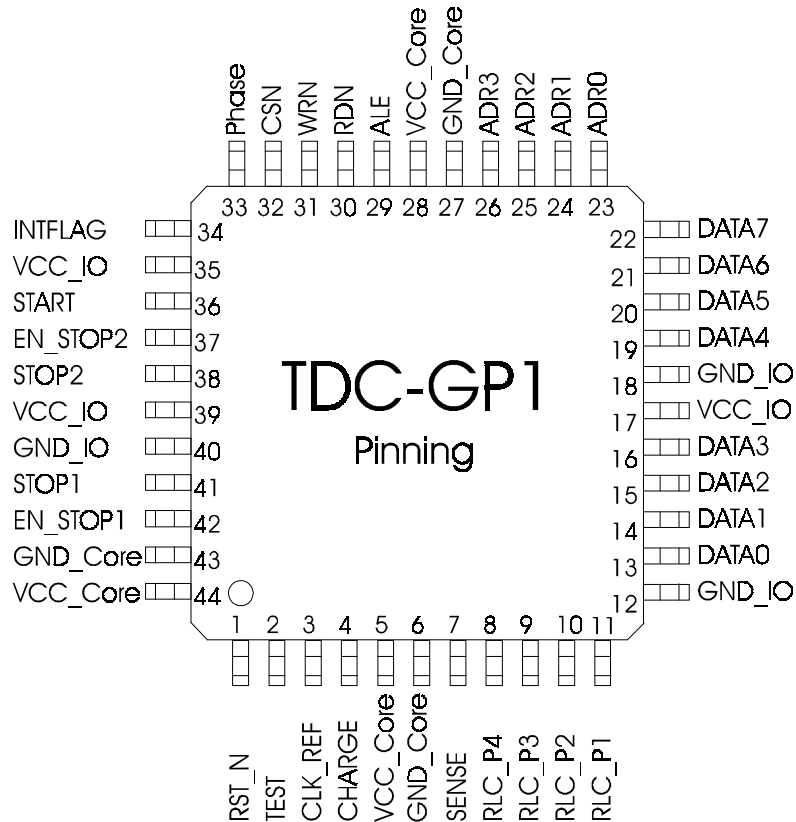 Phase
CSN
WRN
RDN
ALE
VCC_Core
GND_Core
ADR3
ADR2
ADR1
ADR0
33 32 31 30 29 28 27 26 25 24 23
INTFLAG 34
VCC_IO 35
START 36
EN_STOP2 37
STOP2 38
VCC_IO 39
GND_IO 40
STOP1 41
EN_STOP1 42
GND_Core 43
VCC_Core 44
TDC-GP1
Pinning
22 DATA7
21 DATA6
20 DATA5
19 DATA4
18 GND_IO
17 VCC_IO
16 DATA3
15 DATA2
14 DATA1
13 DATA0
12 GND_IO
1 2 3 4 5 6 7 8 9 10 11
RST_N
TEST
CLK_REF
CHARGE
VCC_Core
GND_Core
SENSE
RLC_P4
RLC_P3
RLC_P2
RLC_P1